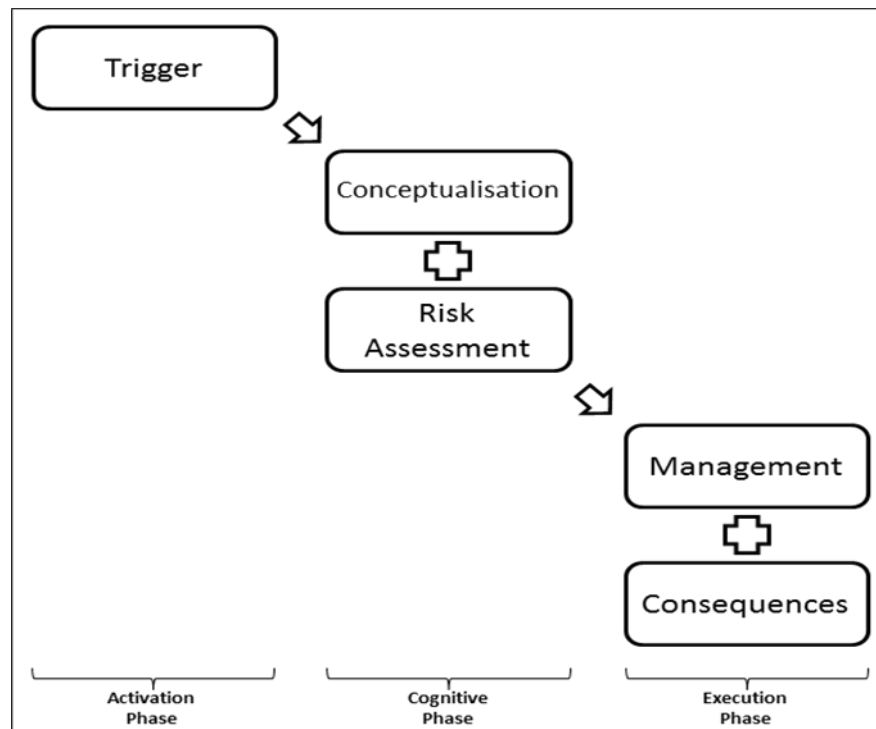 Trigger
Conceptualisation
Risk
Assessment
Management
Consequences
Activation
Phase
Cognitive
Phase
Execution
Phase